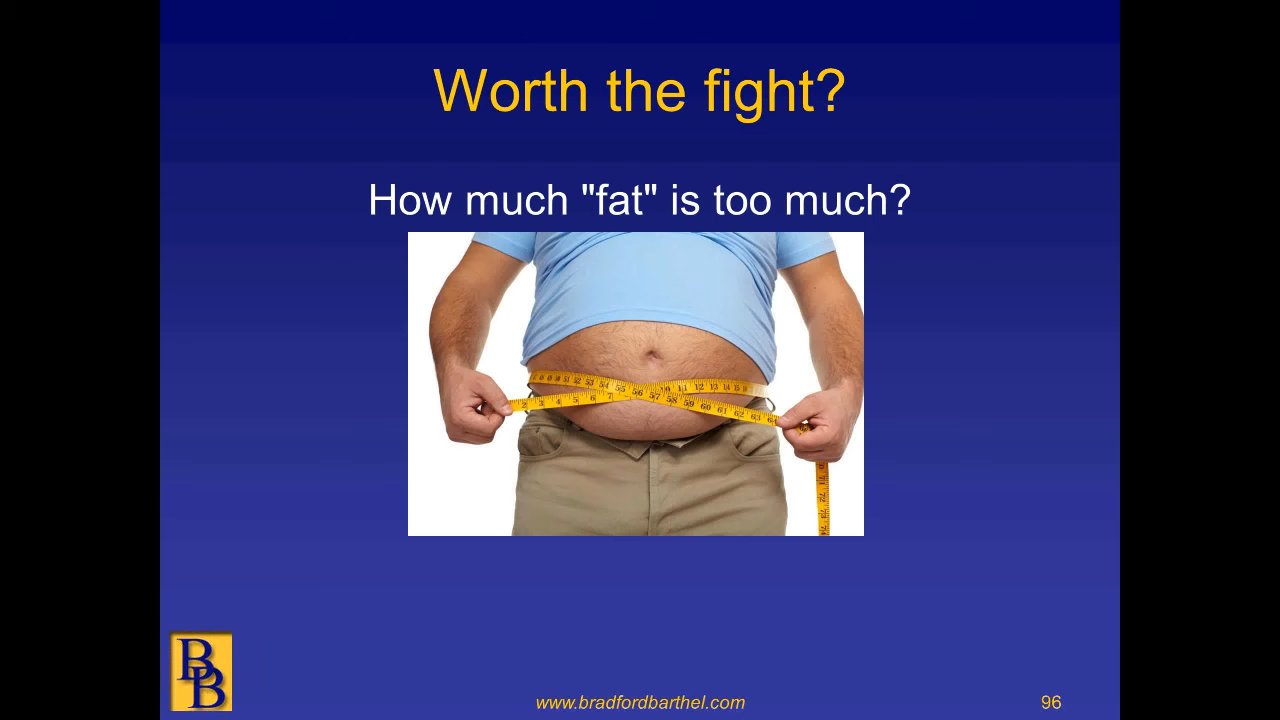 Worth the fight?
How much "fat" is too much?
BB
www.bradfordbarthel.com
96